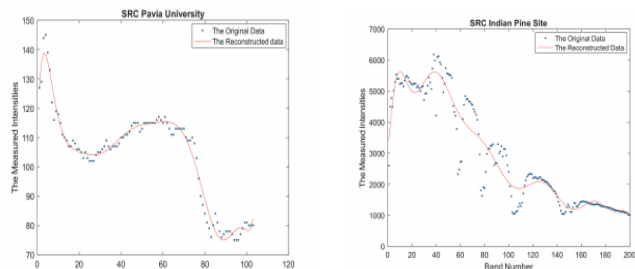 SRC Pavia University
150
140
130
120
110
100
90
80
70
0 20 40 60 80 100 120
The Measured Intensities
The Original Data
The Reconstructed data
SRC Indian Pine Site
7000
6000
5000
4000
3000
2000
1000
0
0 20 40 60 80 100 120 140 160 180 200
The Measured Intensities
Band Number
The Original Data
The Reconstructed Data